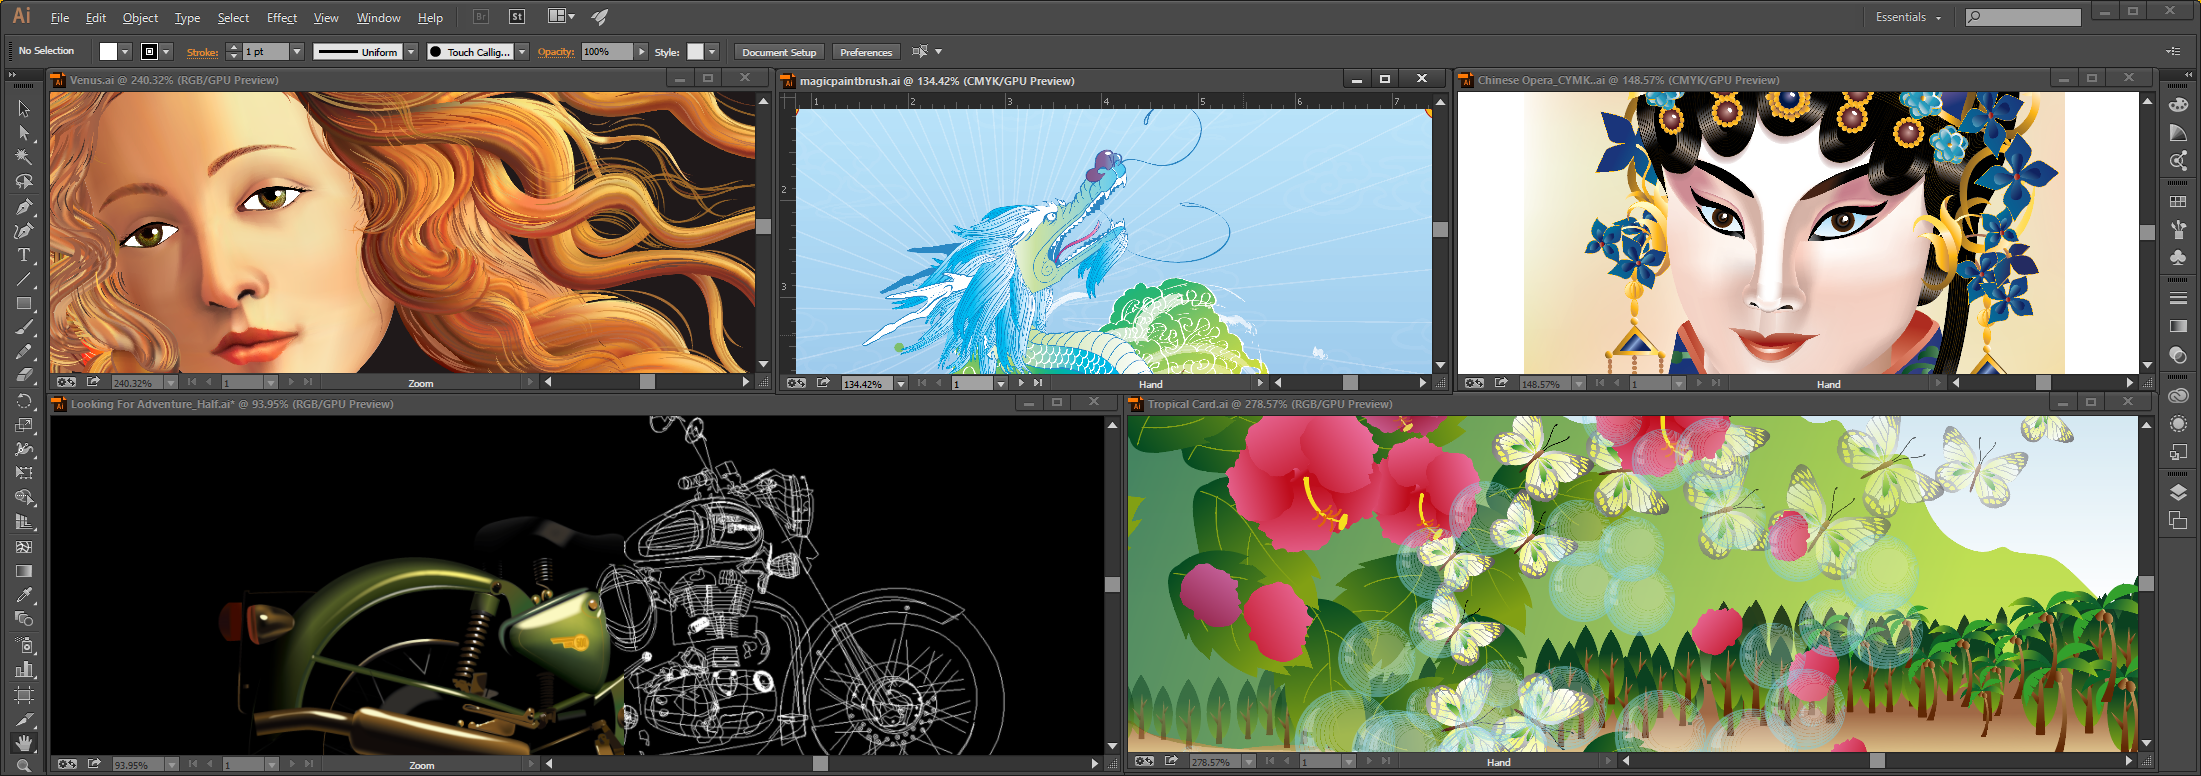 Ai File Edit Object Type Select Effect View Window Help Br St Essentials
No Selection Stroke: 1 pt Uniform Touch Callig... Opacity: 100% Style: Document Setup Preferences
Venus.ai @ 240.32% (RGB/GPU Preview)
magicpaintbrush.ai @ 134.42% (CMYK/GPU Preview)
Chinese Opera_CYMK..ai @ 148.57% (CMYK/GPU Preview)
1 2 3 4 5 6 7
2
3
240.32% 1 Zoom
134.42% 1 Hand
148.57% 1 Hand
Looking For Adventure_Half.ai* @ 93.95% (RGB/GPU Preview)
Tropical Card.ai @ 278.57% (RGB/GPU Preview)
93.95% 1 Zoom
278.57% 1 Hand